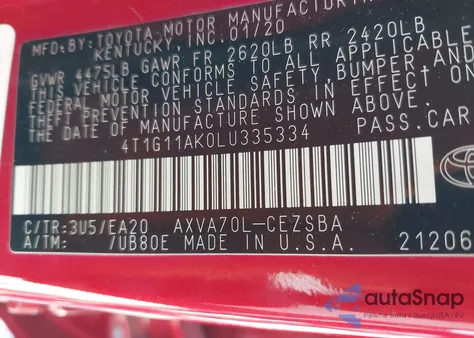 MFD. BY: TOYOTA MOTOR MANUFACTURING
KENTUCKY, INC. 01/20
GVWR 4475LB GAWR FR 2620LB RR 2420LB
THIS VEHICLE CONFORMS TO ALL APPLICABLE
FEDERAL MOTOR VEHICLE SAFETY, BUMPER, AND
THEFT PREVENTION STANDARDS IN EFFECT ON
THE DATE OF MANUFACTURE SHOWN ABOVE.
4T1G11AK0LU335334 PASS.CAR
C/TR: 3U5/EA20 AXVA70L-CEZSBA
A/TM: /UB80E MADE IN U.S.A. 21206
autaSnap